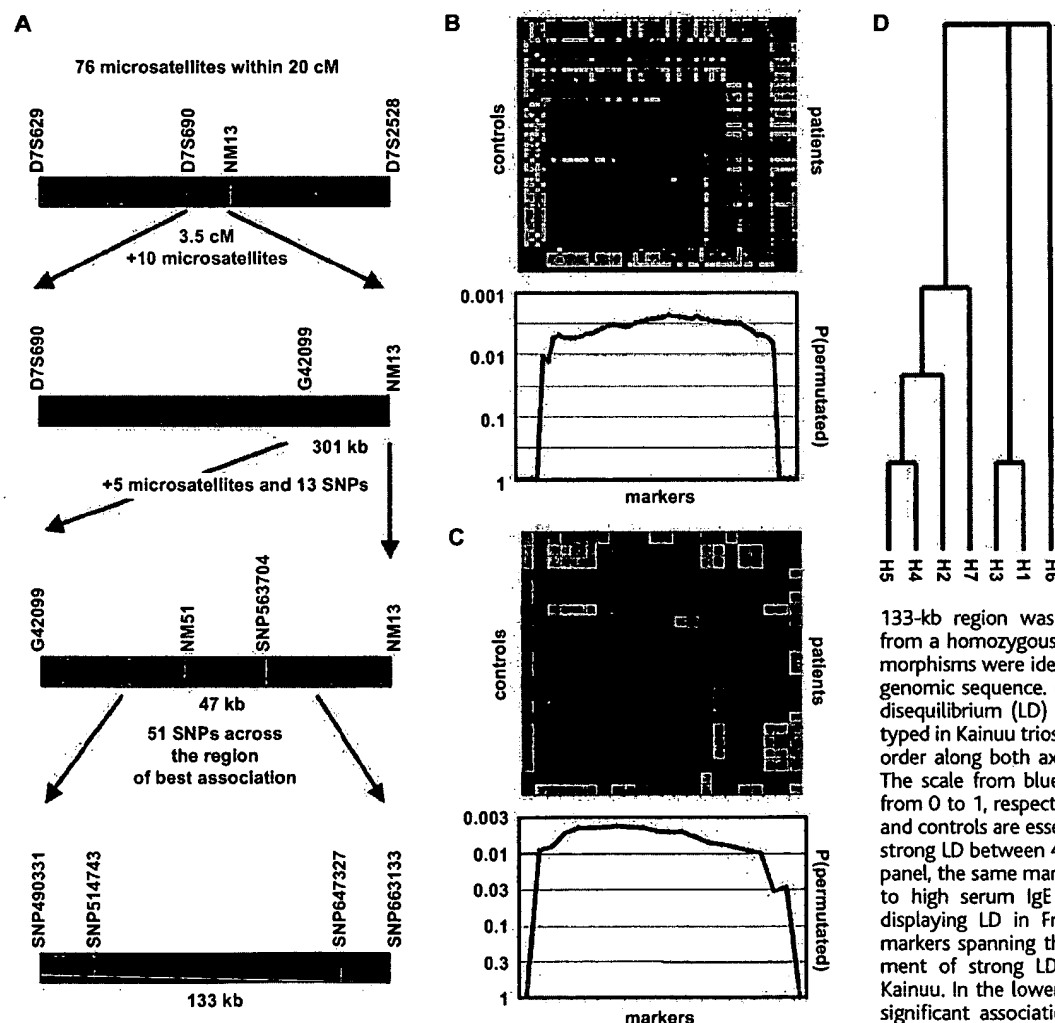 A
76 microsatellites within 20 cM
D7S629
D7S690
NM13
D7S2528
3.5 cM
+10 microsatellites
D7S690
G42099
NM13
301 kb
+5 microsatellites and 13 SNPs
G42099
NM51
SNP563704
NM13
47 kb
51 SNPs across
the region
of best association
SNP490331
SNP514743
SNP647327
SNP663133
133 kb
B
controls
patients
0.001
0.01
0.1
1
P(permutated)
markers
C
controls
patients
0.003
0.01
0.03
0.1
0.3
1
P(permutated)
markers
D
H5
H4
H2
H7
H3
H1
H6
133-kb region was
from a homozygous
morphisms were ide
genomic sequence.
disequilibrium (LD)
typed in Kainuu trios
order along both ax
The scale from blue
from 0 to 1, respect
and controls are esse
strong LD between 4
panel, the same mar
to high serum IgE
displaying LD in Fr
markers spanning th
ment of strong LD
Kainuu. In the lower
significant associatio